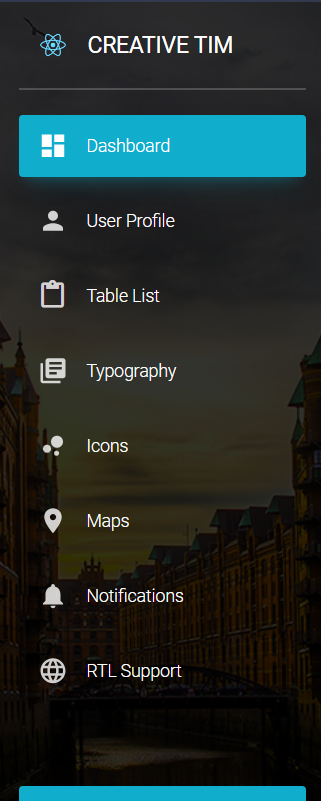 CREATIVE TIM
Dashboard
User Profile
Table List
Typography
Icons
Maps
Notifications
RTL Support